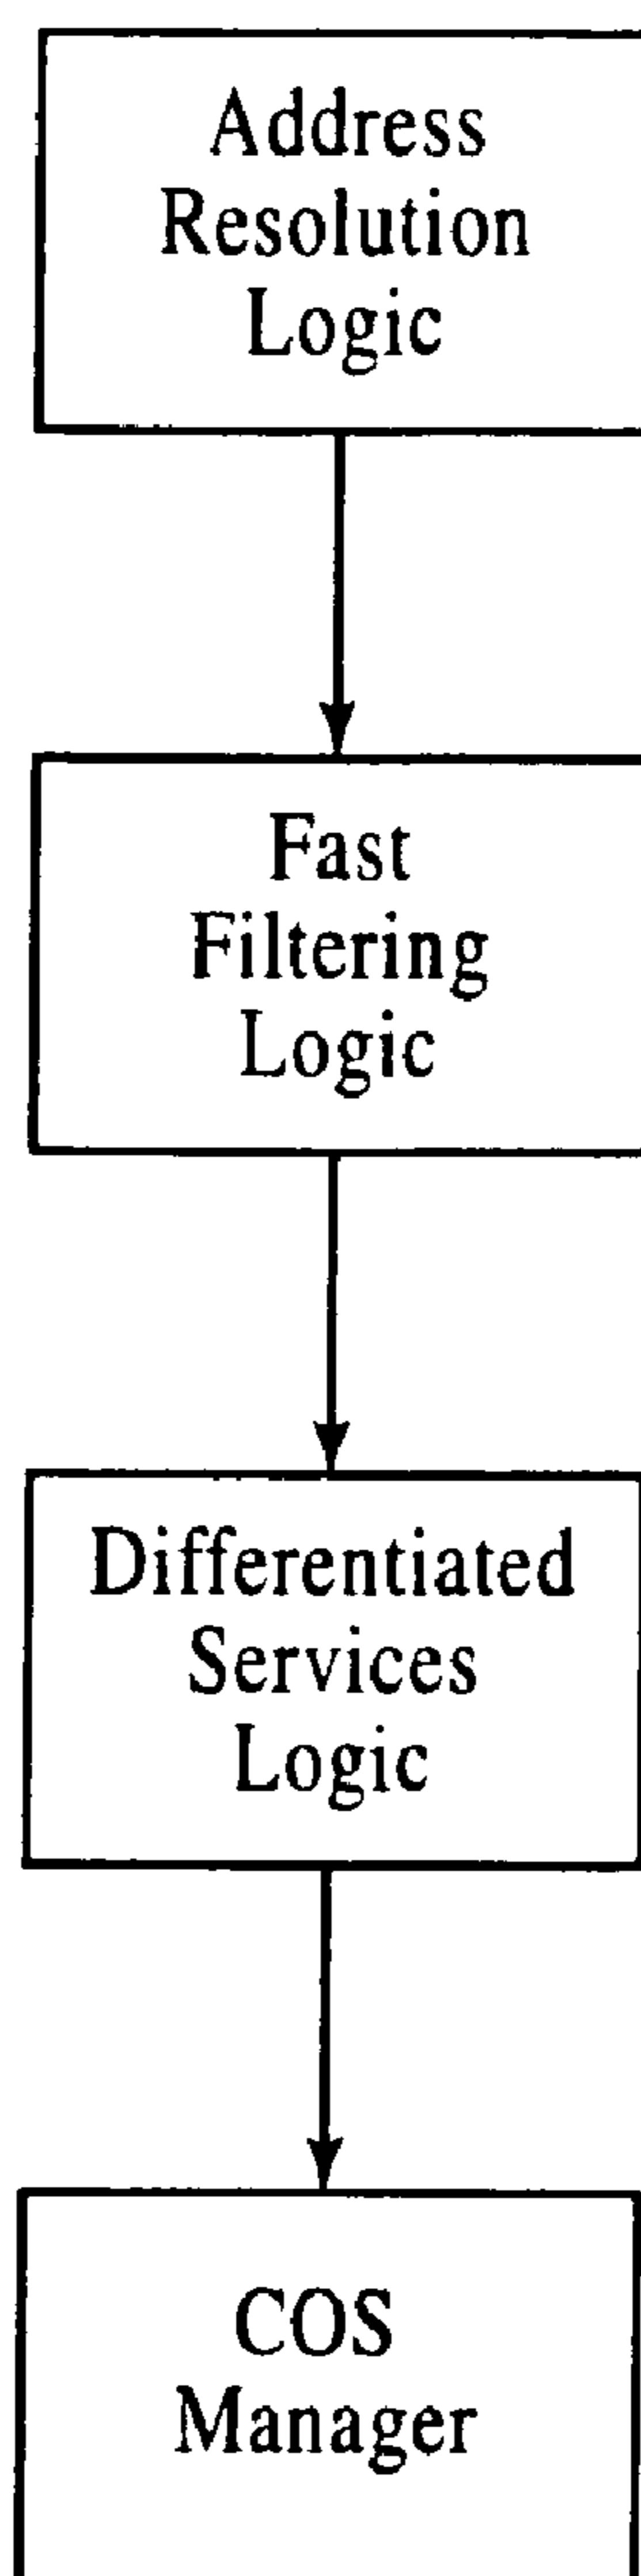 Address
Resolution
Logic
Fast
Filtering
Logic
Differentiated
Services
Logic
COS
Manager